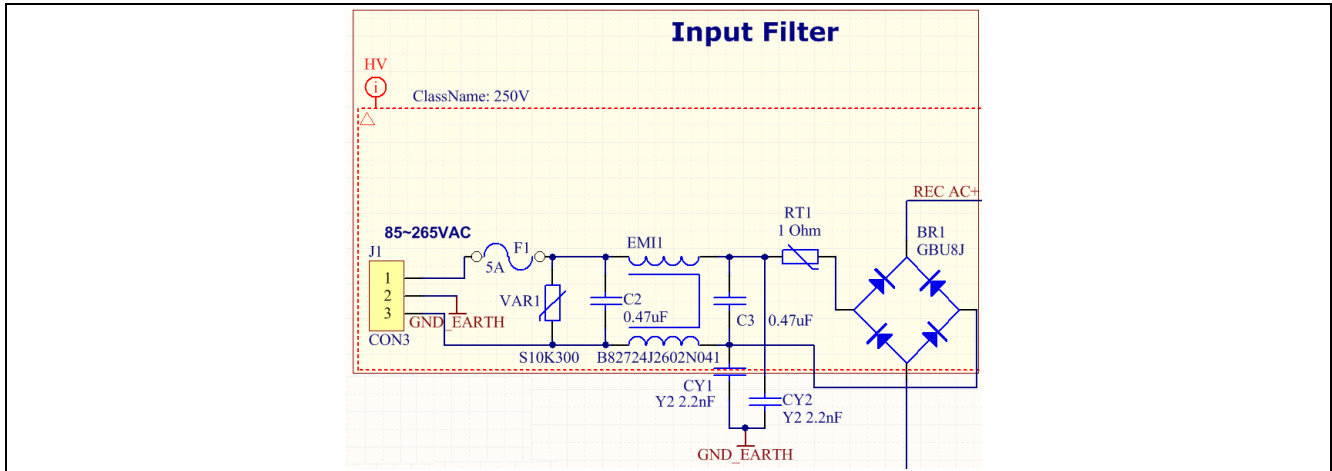 Input Filter
HV
i
ClassName: 250V
REC AC+
RT1
1 Ohm
BR1
GBU8J
85~265VAC
J1
F1
5A
EMI1
1
2
3
VAR1
C2
0.47uF
C3
0.47uF
GND_EARTH
CON3
S10K300
B82724J2602N041
CY1
Y2 2.2nF
CY2
Y2 2.2nF
GND_EARTH